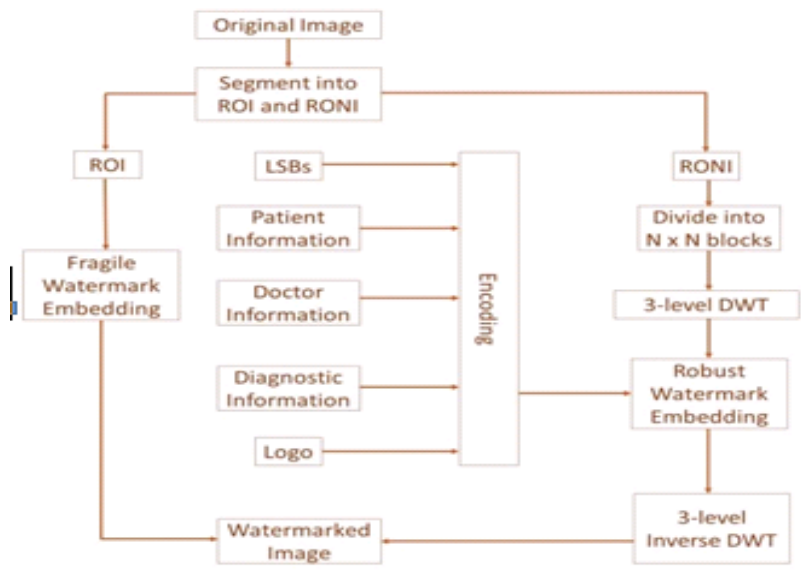 Original Image
Segment into
ROI and RONI
ROI
LSBs
RONI
Patient
Information
Divide into
N x N blocks
Fragile
Watermark
Embedding
Doctor
Information
Encoding
3-level DWT
Diagnostic
Information
Robust
Watermark
Embedding
Logo
Watermarked
Image
3-level
Inverse DWT